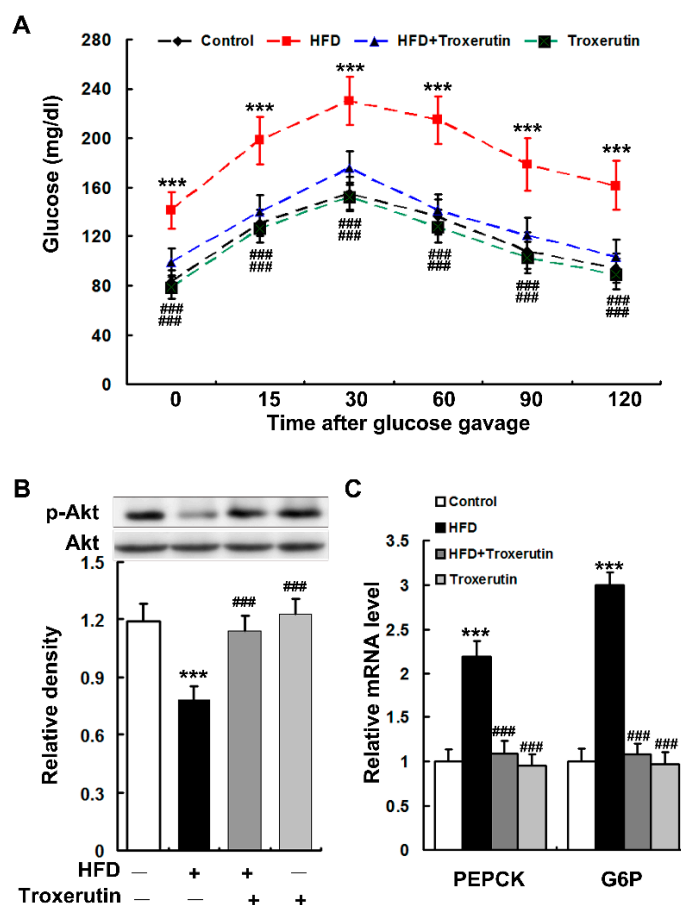 A
Control HFD HFD+Troxerutin Troxerutin
Glucose (mg/dl)
280
240
200
160
120
80
40
0
*** *** *** *** *** ***
### ### ### ### ### ###
### ### ### ### ### ###
0 15 30 60 90 120
Time after glucose gavage
B
p-Akt
Akt
Relative density
1.5
1.2
0.9
0.6
0.3
0
*** ### ###
HFD — + + —
Troxerutin — — + +
C
Control
HFD
HFD+Troxerutin
Troxerutin
Relative mRNA level
3.5
3
2.5
2
1.5
1
0.5
0
*** ### ### *** ### ###
PEPCK G6P